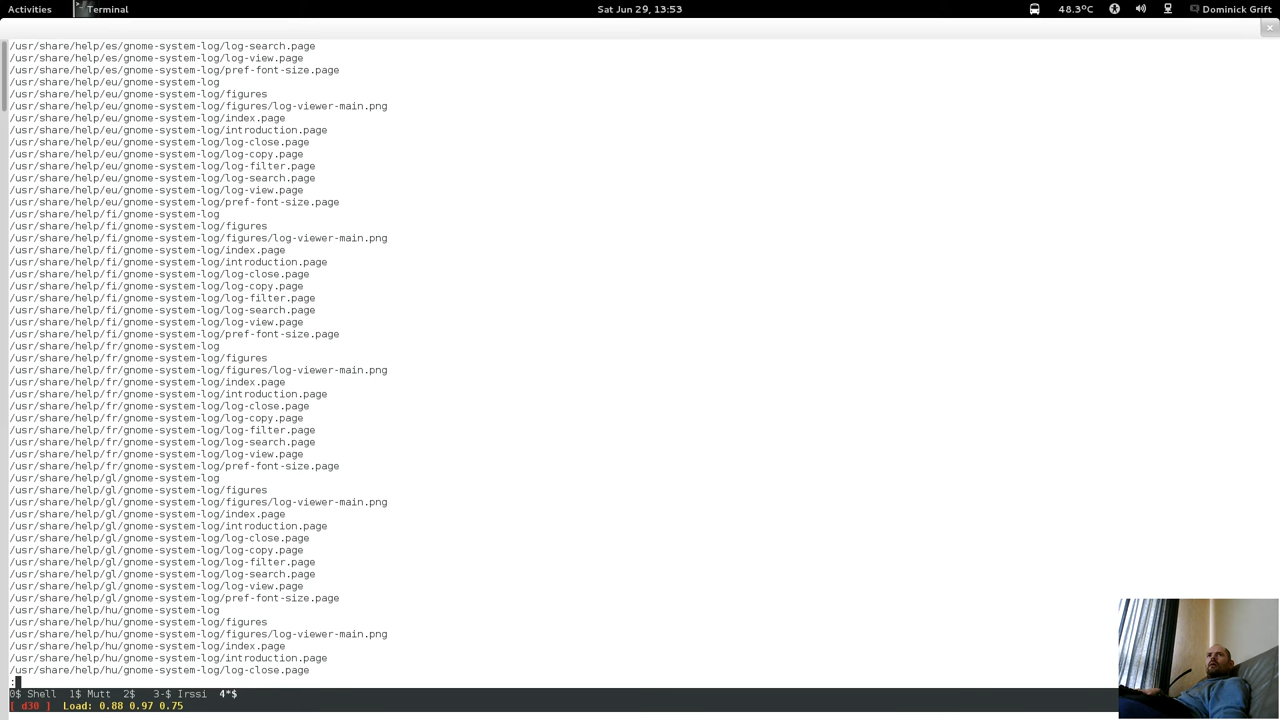 Activities Terminal Sat Jun 29, 13:53 48.3°C Dominick Grift
/usr/share/help/es/gnome-system-log/log-search.page
/usr/share/help/es/gnome-system-log/log-view.page
/usr/share/help/es/gnome-system-log/pref-font-size.page
/usr/share/help/eu/gnome-system-log
/usr/share/help/eu/gnome-system-log/figures
/usr/share/help/eu/gnome-system-log/figures/log-viewer-main.png
/usr/share/help/eu/gnome-system-log/index.page
/usr/share/help/eu/gnome-system-log/introduction.page
/usr/share/help/eu/gnome-system-log/log-close.page
/usr/share/help/eu/gnome-system-log/log-copy.page
/usr/share/help/eu/gnome-system-log/log-filter.page
/usr/share/help/eu/gnome-system-log/log-search.page
/usr/share/help/eu/gnome-system-log/log-view.page
/usr/share/help/eu/gnome-system-log/pref-font-size.page
/usr/share/help/fi/gnome-system-log
/usr/share/help/fi/gnome-system-log/figures
/usr/share/help/fi/gnome-system-log/figures/log-viewer-main.png
/usr/share/help/fi/gnome-system-log/index.page
/usr/share/help/fi/gnome-system-log/introduction.page
/usr/share/help/fi/gnome-system-log/log-close.page
/usr/share/help/fi/gnome-system-log/log-copy.page
/usr/share/help/fi/gnome-system-log/log-filter.page
/usr/share/help/fi/gnome-system-log/log-search.page
/usr/share/help/fi/gnome-system-log/log-view.page
/usr/share/help/fi/gnome-system-log/pref-font-size.page
/usr/share/help/fr/gnome-system-log
/usr/share/help/fr/gnome-system-log/figures
/usr/share/help/fr/gnome-system-log/figures/log-viewer-main.png
/usr/share/help/fr/gnome-system-log/index.page
/usr/share/help/fr/gnome-system-log/introduction.page
/usr/share/help/fr/gnome-system-log/log-close.page
/usr/share/help/fr/gnome-system-log/log-copy.page
/usr/share/help/fr/gnome-system-log/log-filter.page
/usr/share/help/fr/gnome-system-log/log-search.page
/usr/share/help/fr/gnome-system-log/log-view.page
/usr/share/help/fr/gnome-system-log/pref-font-size.page
/usr/share/help/gl/gnome-system-log
/usr/share/help/gl/gnome-system-log/figures
/usr/share/help/gl/gnome-system-log/figures/log-viewer-main.png
/usr/share/help/gl/gnome-system-log/index.page
/usr/share/help/gl/gnome-system-log/introduction.page
/usr/share/help/gl/gnome-system-log/log-close.page
/usr/share/help/gl/gnome-system-log/log-copy.page
/usr/share/help/gl/gnome-system-log/log-filter.page
/usr/share/help/gl/gnome-system-log/log-search.page
/usr/share/help/gl/gnome-system-log/log-view.page
/usr/share/help/gl/gnome-system-log/pref-font-size.page
/usr/share/help/hu/gnome-system-log
/usr/share/help/hu/gnome-system-log/figures
/usr/share/help/hu/gnome-system-log/figures/log-viewer-main.png
/usr/share/help/hu/gnome-system-log/index.page
/usr/share/help/hu/gnome-system-log/introduction.page
/usr/share/help/hu/gnome-system-log/log-close.page
:
0$ Shell 1$ Mutt 2$ 3-$ Irssi 4*$
[ d30 ] Load: 0.88 0.97 0.75